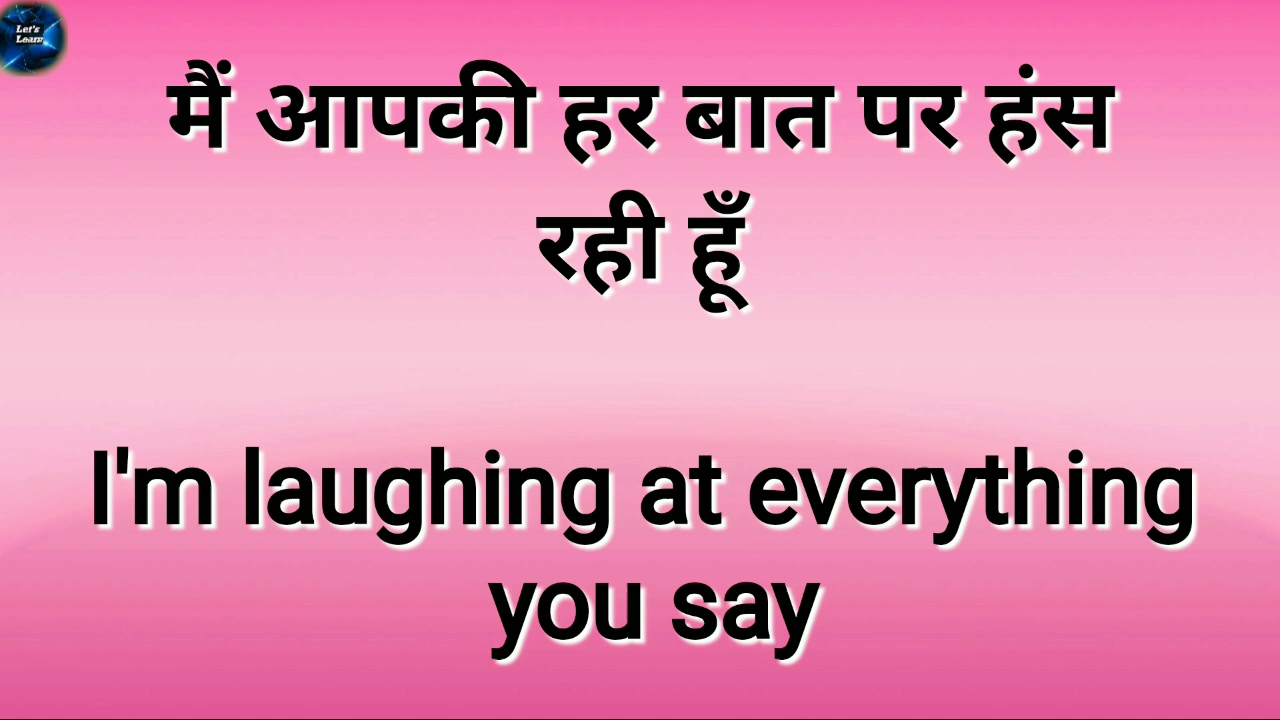 Let's
Learn
मैं आपकी हर बात पर हंस
रही हूँ
I'm laughing at everything
you say